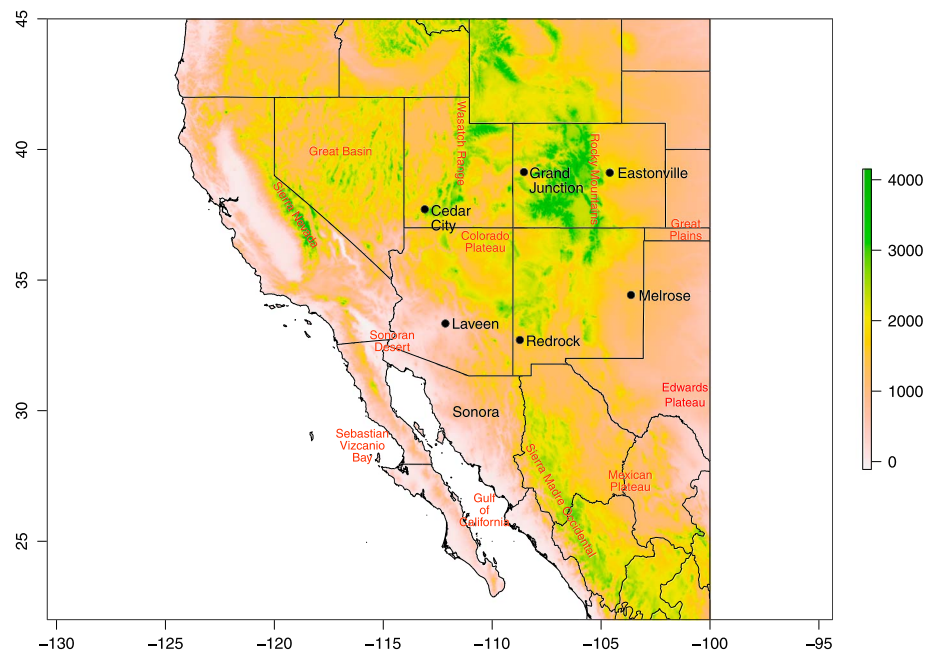 45
40
35
30
25
−130
−125
−120
−115
−110
−105
−100
−95
4000
3000
2000
1000
0
Great Basin
Wasatch Range
Rocky Mountains
Grand
Junction
Eastonville
Sierra Nevada
Cedar
City
Colorado
Plateau
Great
Plains
Melrose
Laveen
Redrock
Sonoran
Desert
Edwards
Plateau
Sonora
Sebastian
Vizcanio
Bay
Sierra Madre Occidental
Mexican
Plateau
Gulf
of
California